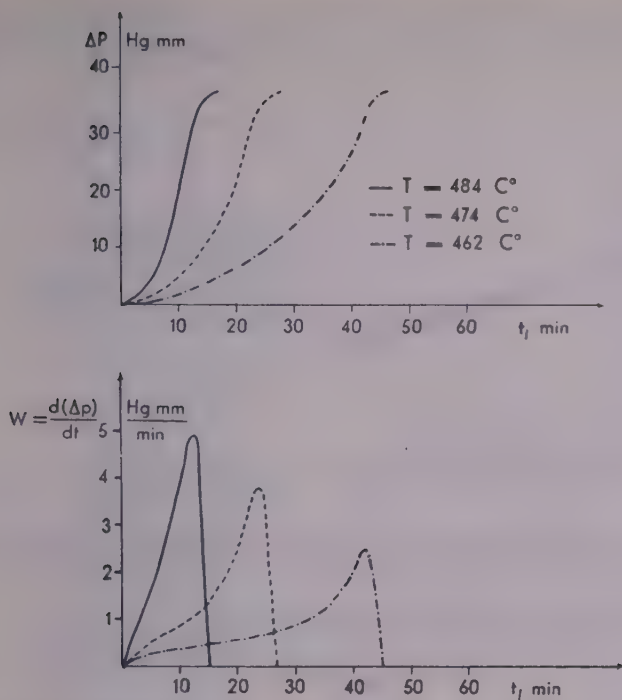 ΔP Hg mm
40
30
20
10
T = 484 C°
T = 474 C°
T = 462 C°
10 20 30 40 50 60 t, min
W = d(Δp)/dt Hg mm/min
5
4
3
2
1
10 20 30 40 50 60 t, min